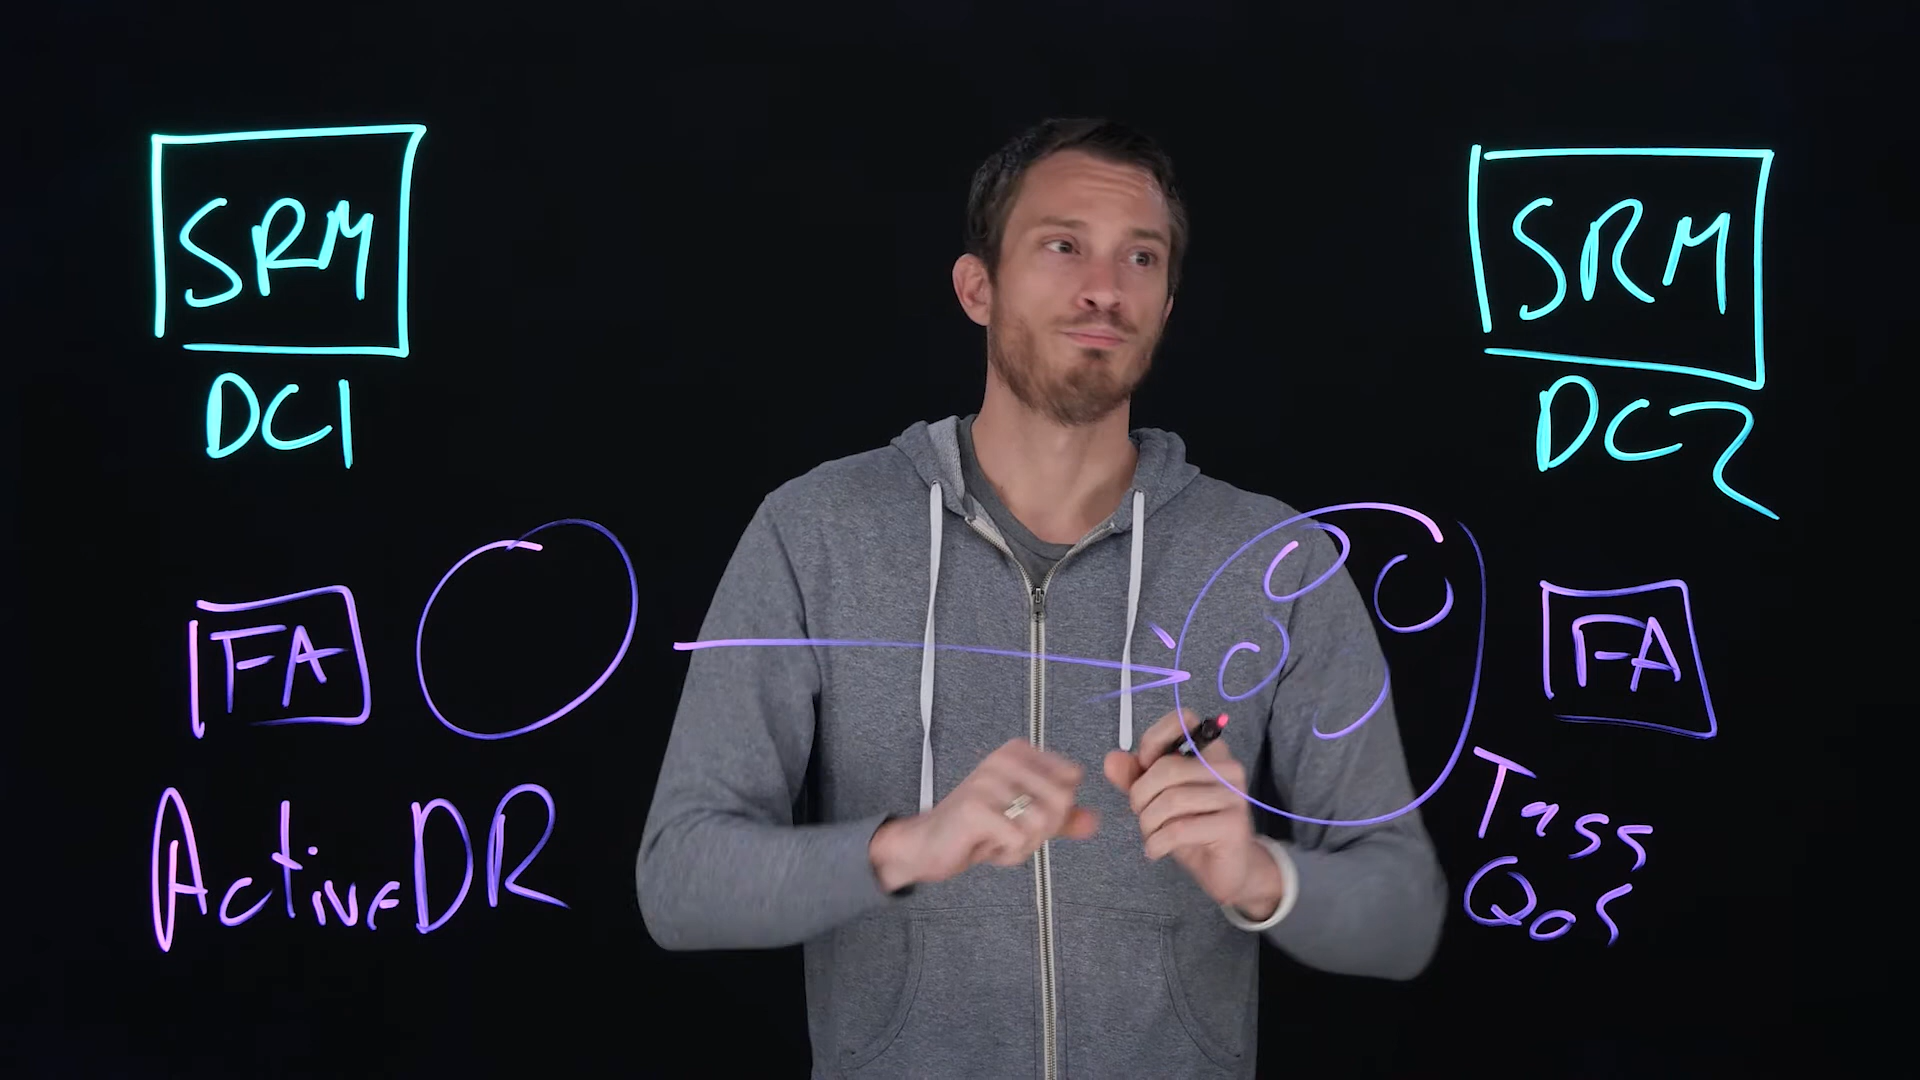 SRM
DC1
SRM
DC2
FA
FA
ActiveDR
Tags
QoS